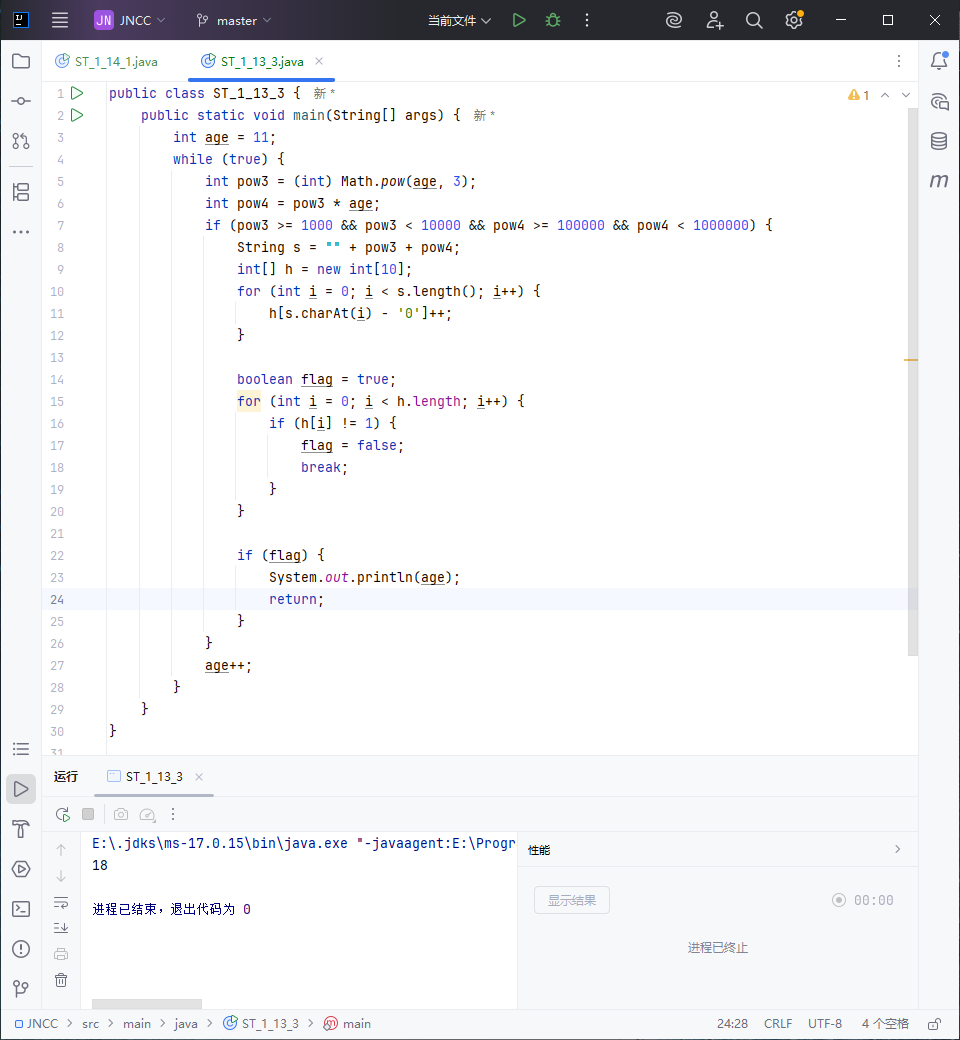 JN JNCC master 当前文件
ST_1_14_1.java ST_1_13_3.java
1 public class ST_1_13_3 { 新 *
2 public static void main(String[] args) { 新 *
3 int age = 11;
4 while (true) {
5 int pow3 = (int) Math.pow(age, 3);
6 int pow4 = pow3 * age;
7 if (pow3 >= 1000 && pow3 < 10000 && pow4 >= 100000 && pow4 < 1000000) {
8 String s = "" + pow3 + pow4;
9 int[] h = new int[10];
10 for (int i = 0; i < s.length(); i++) {
11 h[s.charAt(i) - '0']++;
12 }
13
14 boolean flag = true;
15 for (int i = 0; i < h.length; i++) {
16 if (h[i] != 1) {
17 flag = false;
18 break;
19 }
20 }
21
22 if (flag) {
23 System.out.println(age);
24 return;
25 }
26 }
27 age++;
28 }
29 }
30 }
31
1
m
运行 ST_1_13_3
E:\.jdks\ms-17.0.15\bin\java.exe "-javaagent:E:\Progr
18
进程已结束，退出代码为 0
性能
显示结果 00:00
进程已终止
JNCC > src > main > java > ST_1_13_3 > main 24:28 CRLF UTF-8 4 个空格